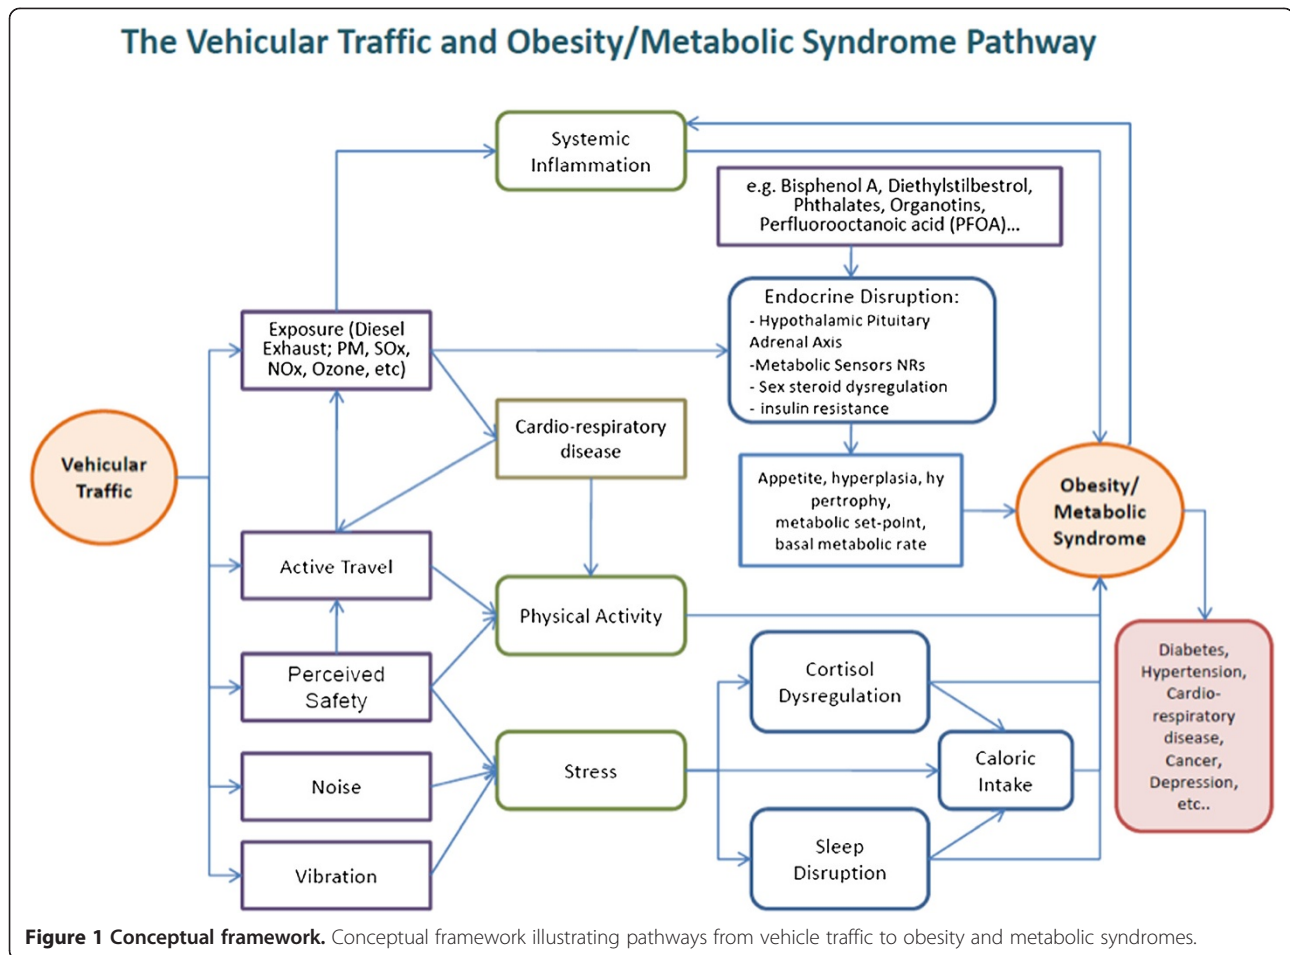 The Vehicular Traffic and Obesity/Metabolic Syndrome Pathway
Systemic
Inflammation
e.g. Bisphenol A, Diethylstilbestrol,
Phthalates, Organotins,
Perfluorooctanoic acid (PFOA)...
Exposure (Diesel
Exhaust; PM, SOx,
NOx, Ozone, etc)
Endocrine Disruption:
- Hypothalamic Pituitary
Adrenal Axis
-Metabolic Sensors NRs
- Sex steroid dysregulation
- insulin resistance
Cardio-respiratory
disease
Vehicular
Traffic
Appetite, hyperplasia, hy
pertrophy,
metabolic set-point,
basal metabolic rate
Obesity/
Metabolic
Syndrome
Active Travel
Physical Activity
Perceived
Safety
Cortisol
Dysregulation
Diabetes,
Hypertension,
Cardio-
respiratory
disease,
Cancer,
Depression,
etc..
Noise
Stress
Caloric
Intake
Vibration
Sleep
Disruption
Figure 1 Conceptual framework. Conceptual framework illustrating pathways from vehicle traffic to obesity and metabolic syndromes.